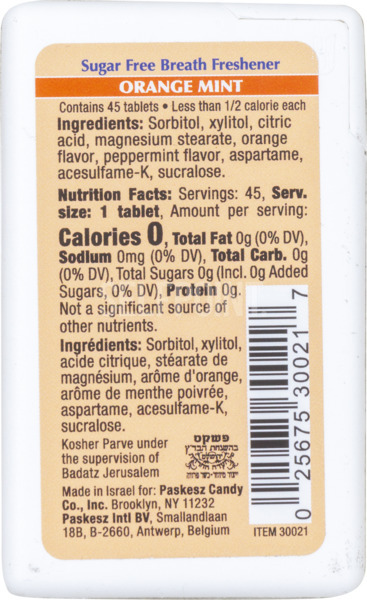 Sugar Free Breath Freshener
ORANGE MINT
Contains 45 tablets • Less than 1/2 calorie each
Ingredients: Sorbitol, xylitol, citric
acid, magnesium stearate, orange
flavor, peppermint flavor, aspartame,
acesulfame-K, sucralose.
Nutrition Facts: Servings: 45, Serv.
size: 1 tablet, Amount per serving:
Calories 0, Total Fat 0g (0% DV),
Sodium 0mg (0% DV), Total Carb. 0g
(0% DV), Total Sugars 0g (Incl. 0g Added
Sugars, 0% DV), Protein 0g.
Not a significant source of
other nutrients.
Ingrédients: Sorbitol, xylitol,
acide citrique, stéarate de
magnésium, arôme d'orange,
arôme de menthe poivrée,
aspartame, acesulfame-K,
sucralose.
Kosher Parve under
the supervision of
Badatz Jerusalem
פשקס
בהשגחת הבד"ץ
Made in Israel for: Paskesz Candy
Co., Inc. Brooklyn, NY 11232
Paskesz Intl BV, Smallandlaan
18B, B-2660, Antwerp, Belgium
0 25675 30021 7
ITEM 30021